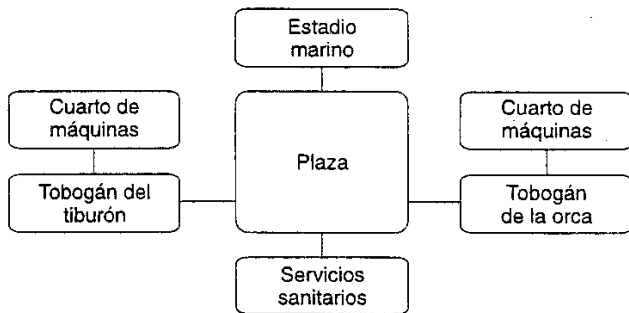 Estadio
marino
Cuarto de
máquinas
Plaza
Cuarto de
máquinas
Tobogán del
tiburón
Tobogán
de la orca
Servicios
sanitarios